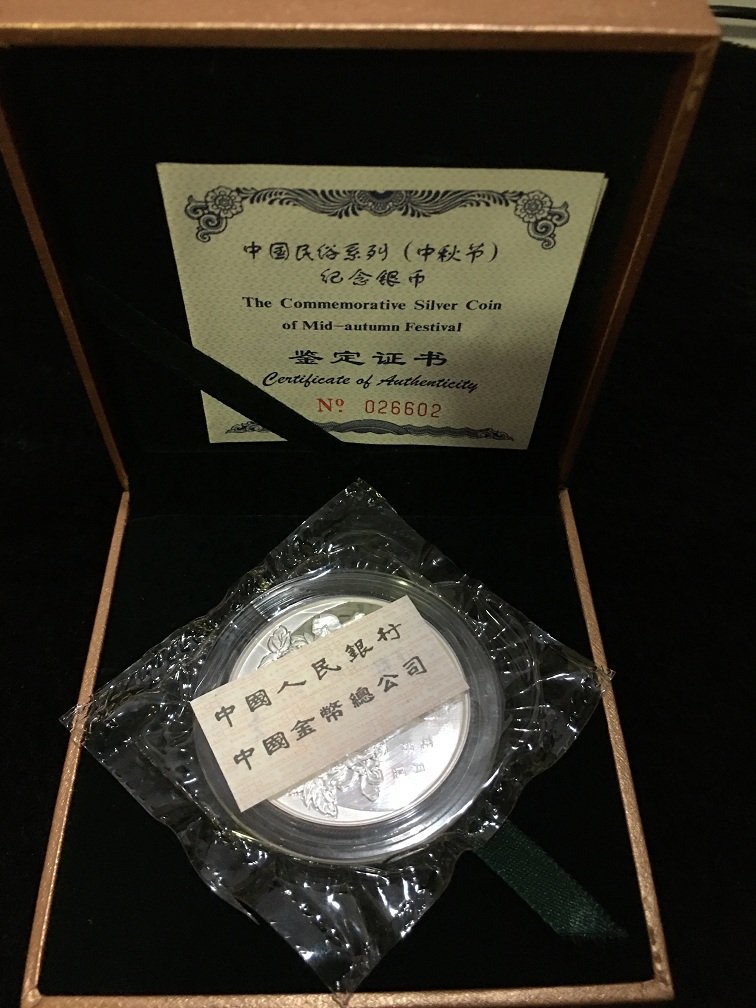 中国民俗系列（中秋节）
纪念银币
The Commemorative Silver Coin
of Mid-autumn Festival
鉴定证书
Certificate of Authenticity
Nº 026602
中國人民銀行
中國金幣總公司